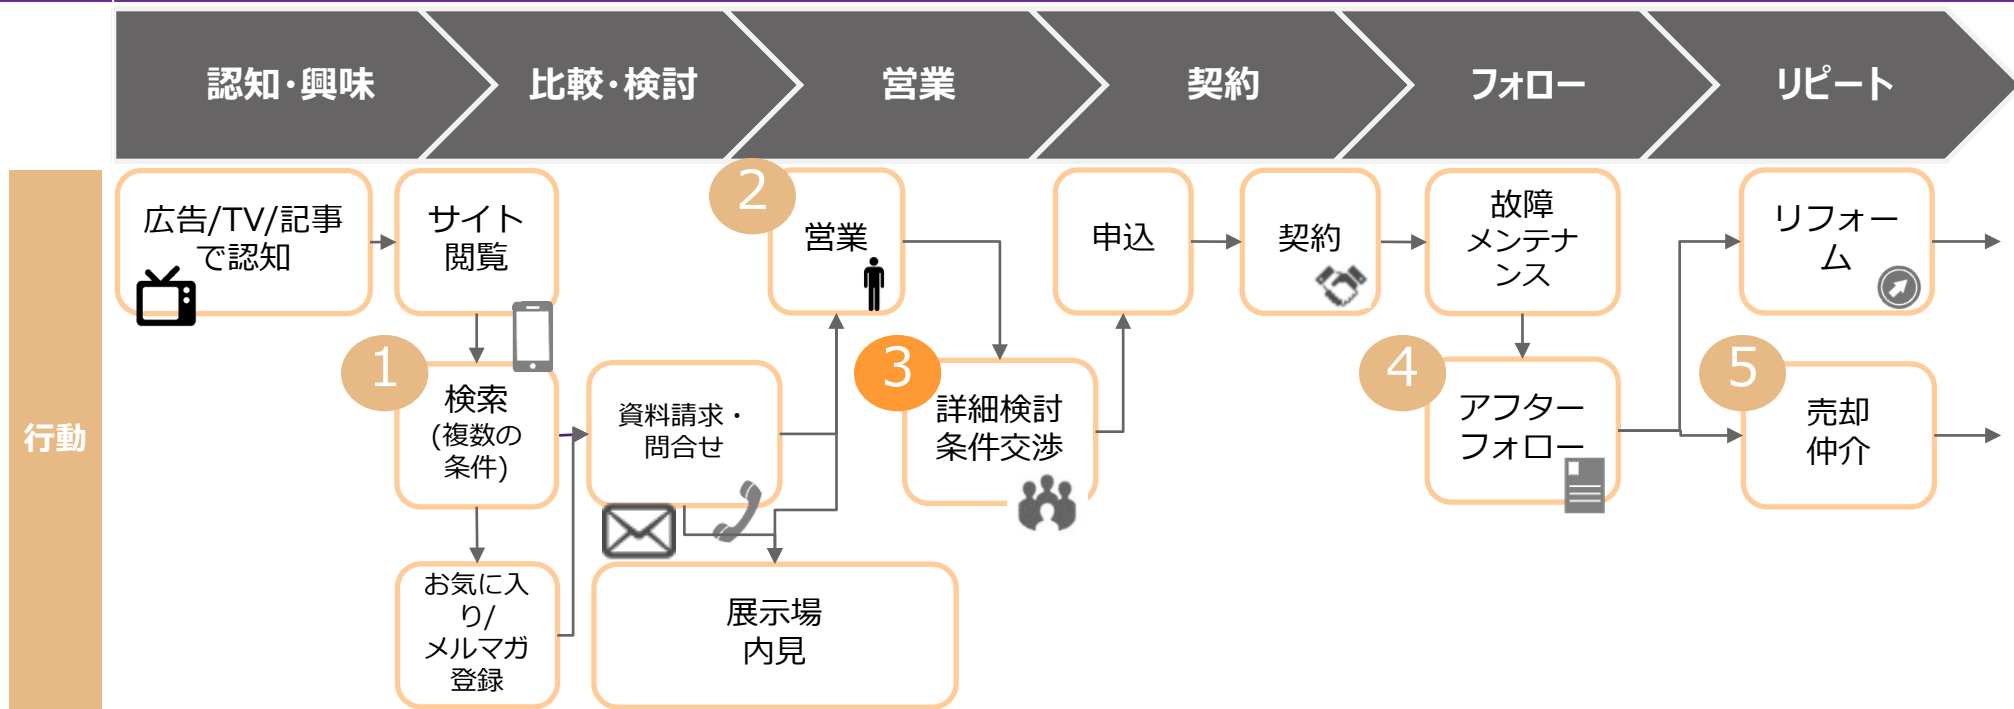 認知・興味
比較・検討
営業
契約
フォロー
リピート
行動
広告/TV/記事
で認知
サイト
閲覧
1
検索
(複数の
条件)
お気に入
り/
メルマガ
登録
資料請求・
問合せ
展示場
内見
2
営業
3
詳細検討
条件交渉
申込
契約
故障
メンテナ
ンス
4
アフター
フォロー
リフォー
ム
5
売却
仲介